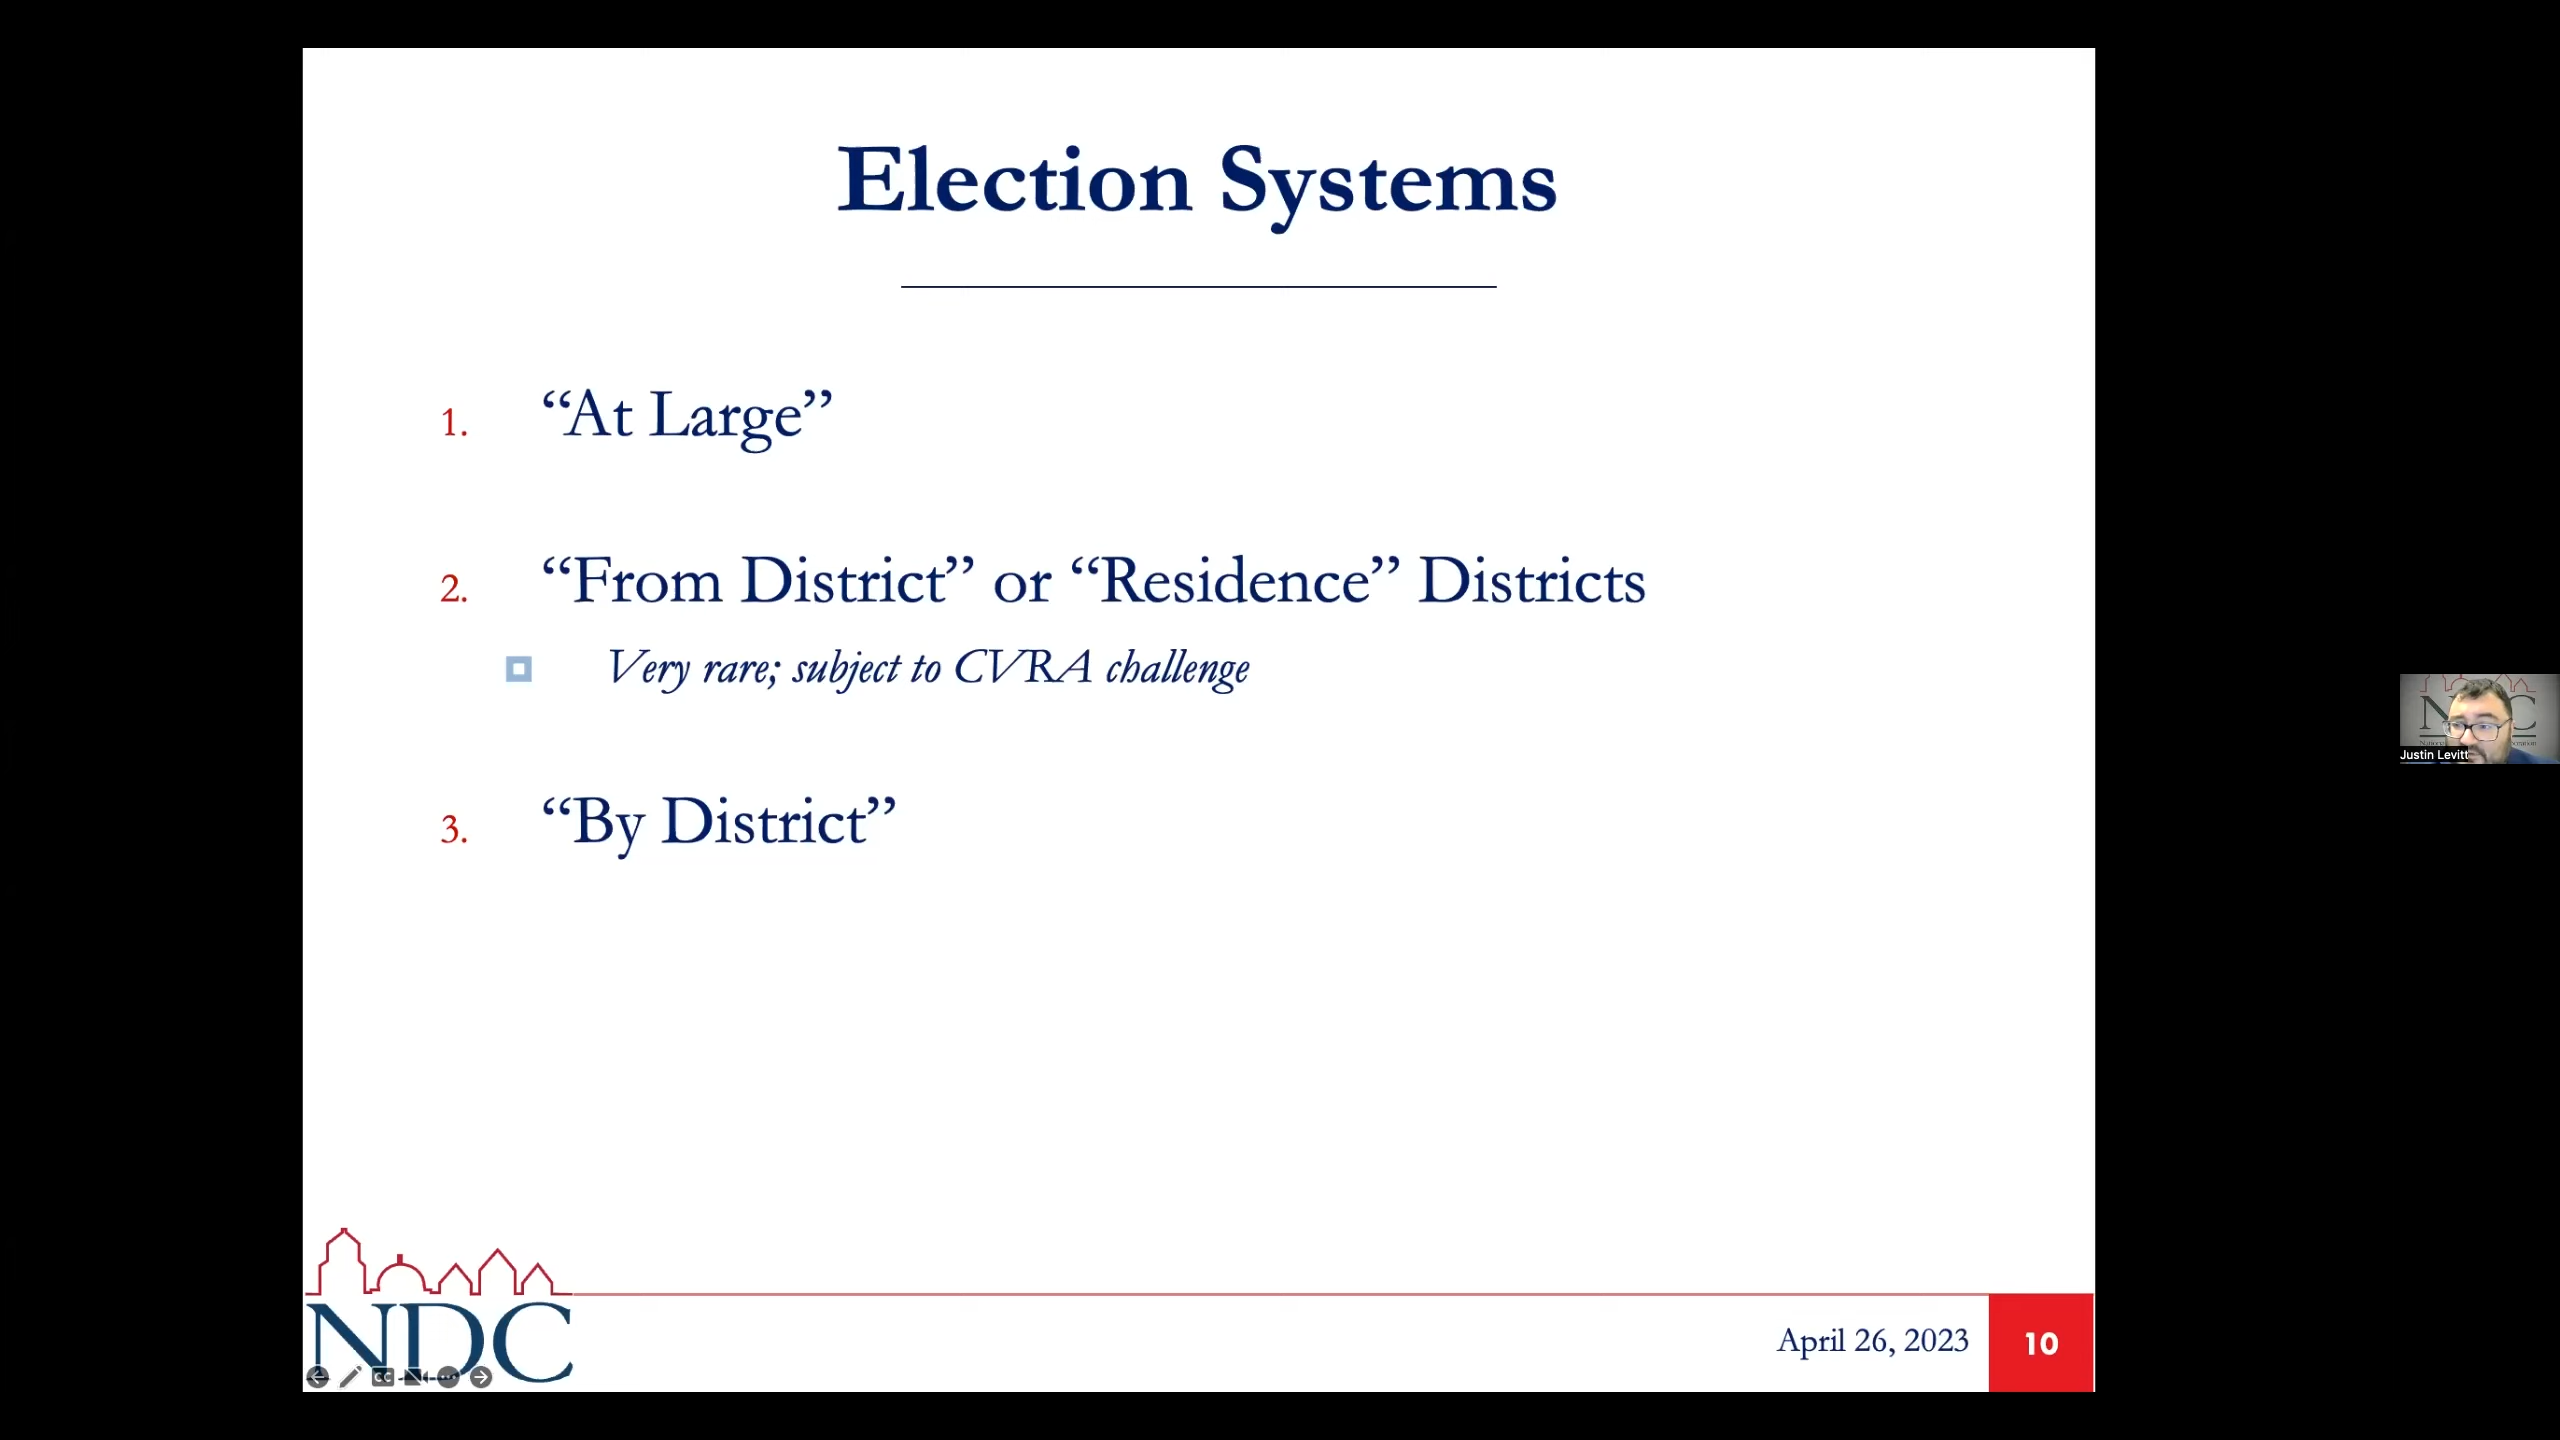 Election Systems
1. “At Large”
2. “From District” or “Residence” Districts
Very rare; subject to CVRA challenge
3. “By District”
Justin Levitt
NDC
CC
April 26, 2023
10